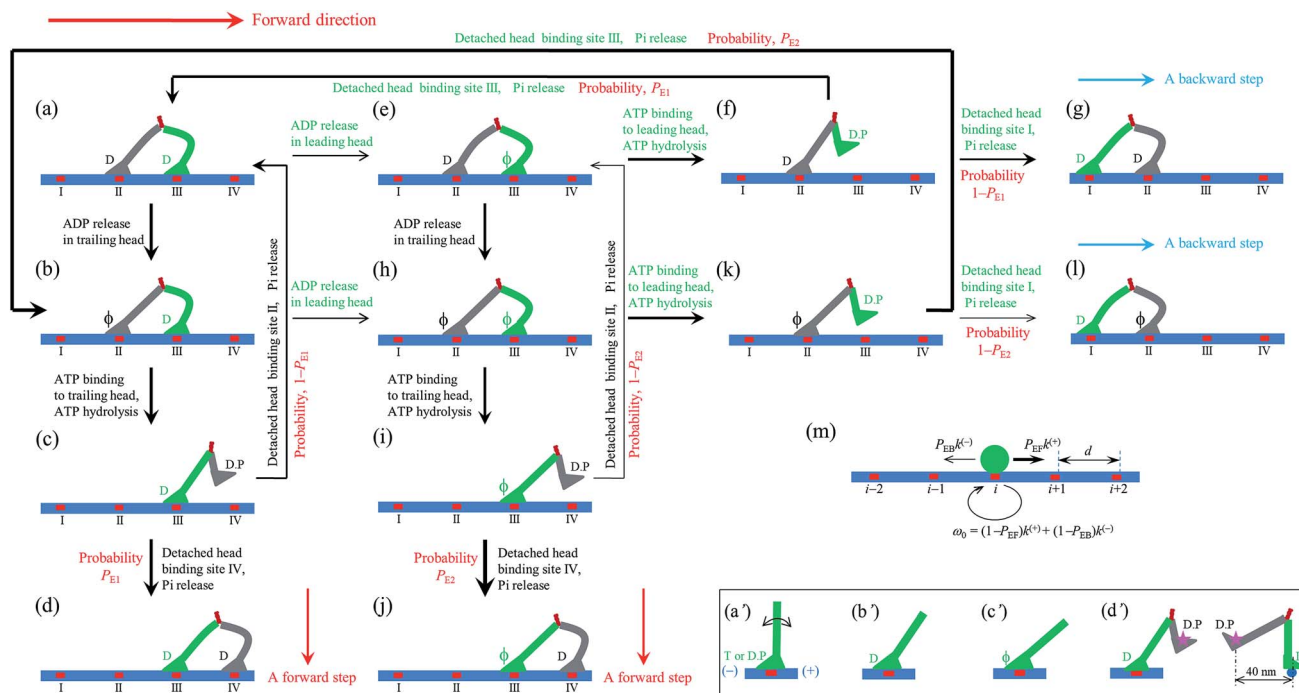 Forward direction
Detached head binding site III, Pi release Probability, PE2
Detached head binding site III, Pi release Probability, PE1
A backward step
(a)
D
D
I II III IV
ADP release
in leading head
(e)
D
ϕ
I II III IV
ATP binding
to leading head,
ATP hydrolysis
(f)
D
D.P
I II III IV
Detached head
binding site I,
Pi release
Probability
1–PE1
(g)
D
D
I II III IV
ADP release
in trailing head
ADP release
in trailing head
A backward step
(b)
ϕ
D
I II III IV
ADP release
in leading head
(h)
ϕ
ϕ
I II III IV
ATP binding
to leading head,
ATP hydrolysis
(k)
ϕ
D.P
I II III IV
Detached head
binding site I,
Pi release
Probability
1–PE2
(l)
D
ϕ
I II III IV
ATP binding
to trailing head,
ATP hydrolysis
Detached head binding site II, Pi release
Probability, 1–PE1
ATP binding
to trailing head,
ATP hydrolysis
Detached head binding site II, Pi release
Probability, 1–PE2
(c)
D
D.P
I II III IV
(i)
ϕ
D.P
I II III IV
(m)
PEBk(−) PEFk(+) d
i−2 i−1 i i+1 i+2
ω0 = (1−PEF)k(+) + (1−PEB)k(−)
Probability
PE1
Detached head
binding site IV,
Pi release
Probability
PE2
Detached head
binding site IV,
Pi release
(d)
D
D
I II III IV
A forward step
(j)
ϕ
D
I II III IV
A forward step
(a′)
T or D.P
(−) (+)
(b′)
D
(c′)
ϕ
(d′)
D.P
D
D.P
40 nm